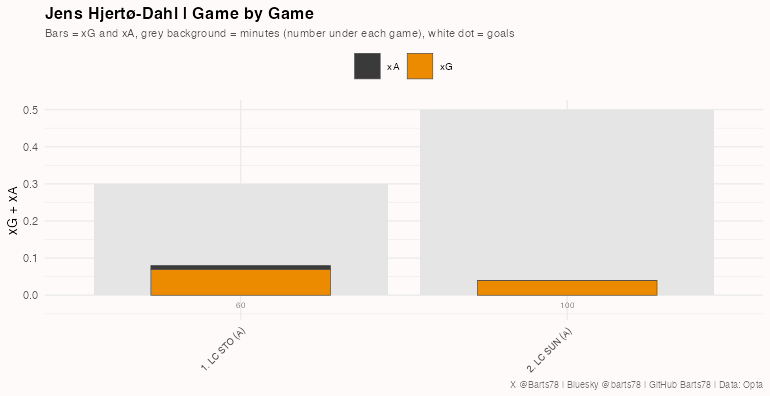 Jens Hjertø-Dahl | Game by Game
Bars = xG and xA, grey background = minutes (number under each game), white dot = goals
xA
xG
xG + xA
0.5
0.4
0.3
0.2
0.1
0.0
60
100
1. LC STO (A)
2. LC SUN (A)
X @Barts78 | Bluesky @barts78 | GitHub Barts78 | Data: Opta